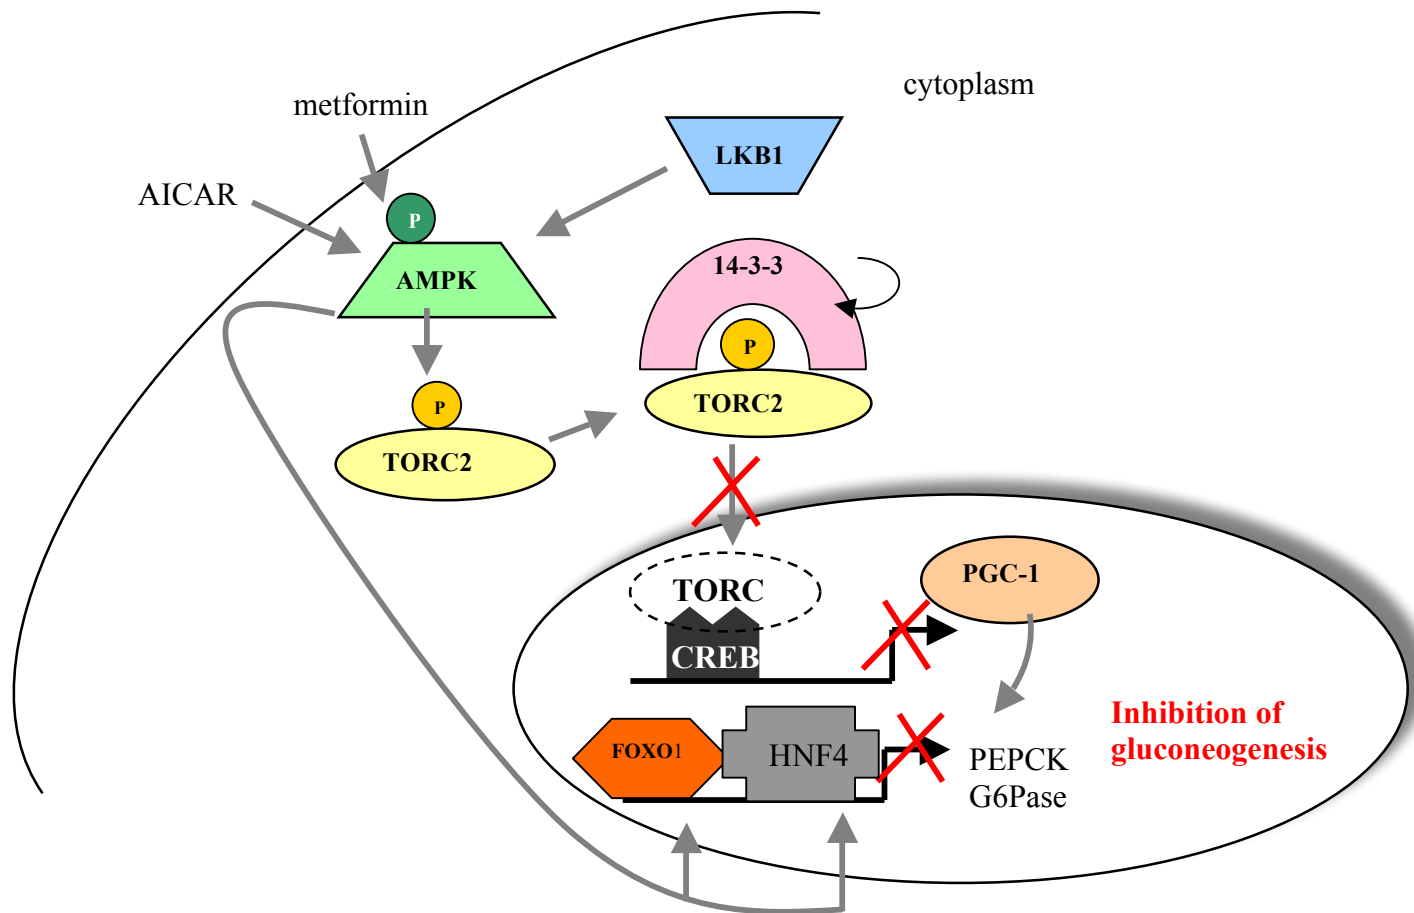 cytoplasm
metformin
LKB1
AICAR
P
14-3-3
AMPK
P
P
TORC2
TORC2
PGC-1
TORC
CREB
Inhibition of
gluconeogenesis
FOXO1
HNF4
PEPCK
G6Pase